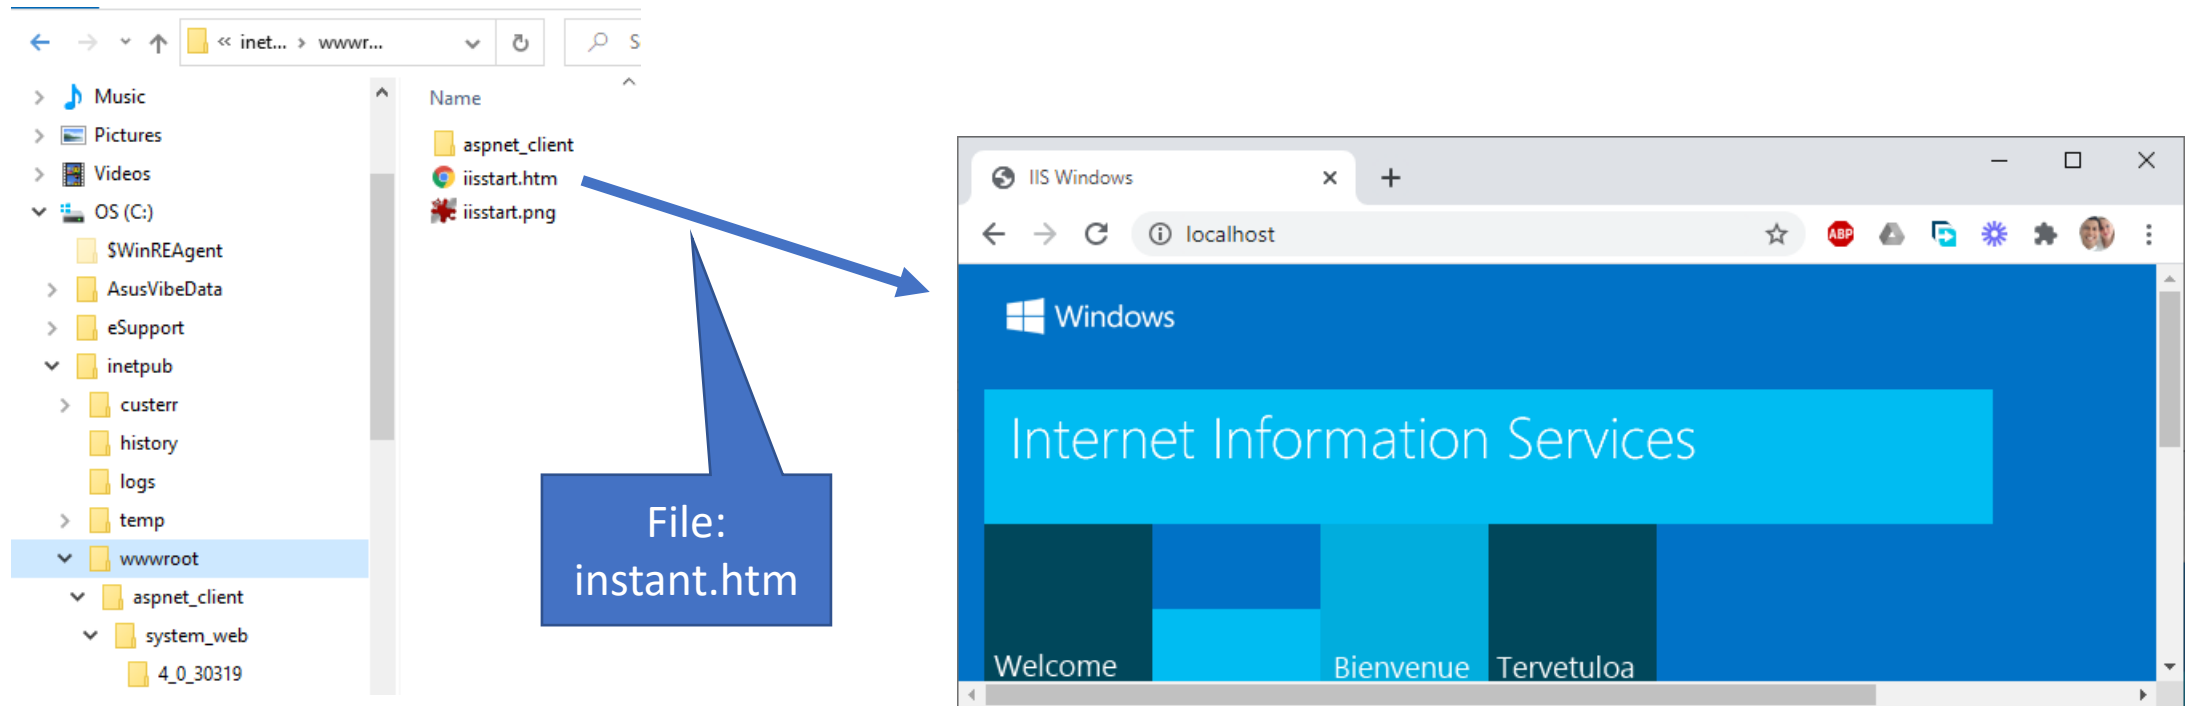 « inet... › wwwr...
S
Music
Pictures
Videos
OS (C:)
$WinREAgent
AsusVibeData
eSupport
inetpub
custerr
history
logs
temp
wwwroot
aspnet_client
system_web
4_0_30319
Name
aspnet_client
iisstart.htm
iisstart.png
File:
instant.htm
IIS Windows
localhost
ABP
Windows
Internet Information Services
Welcome
Bienvenue
Tervetuloa